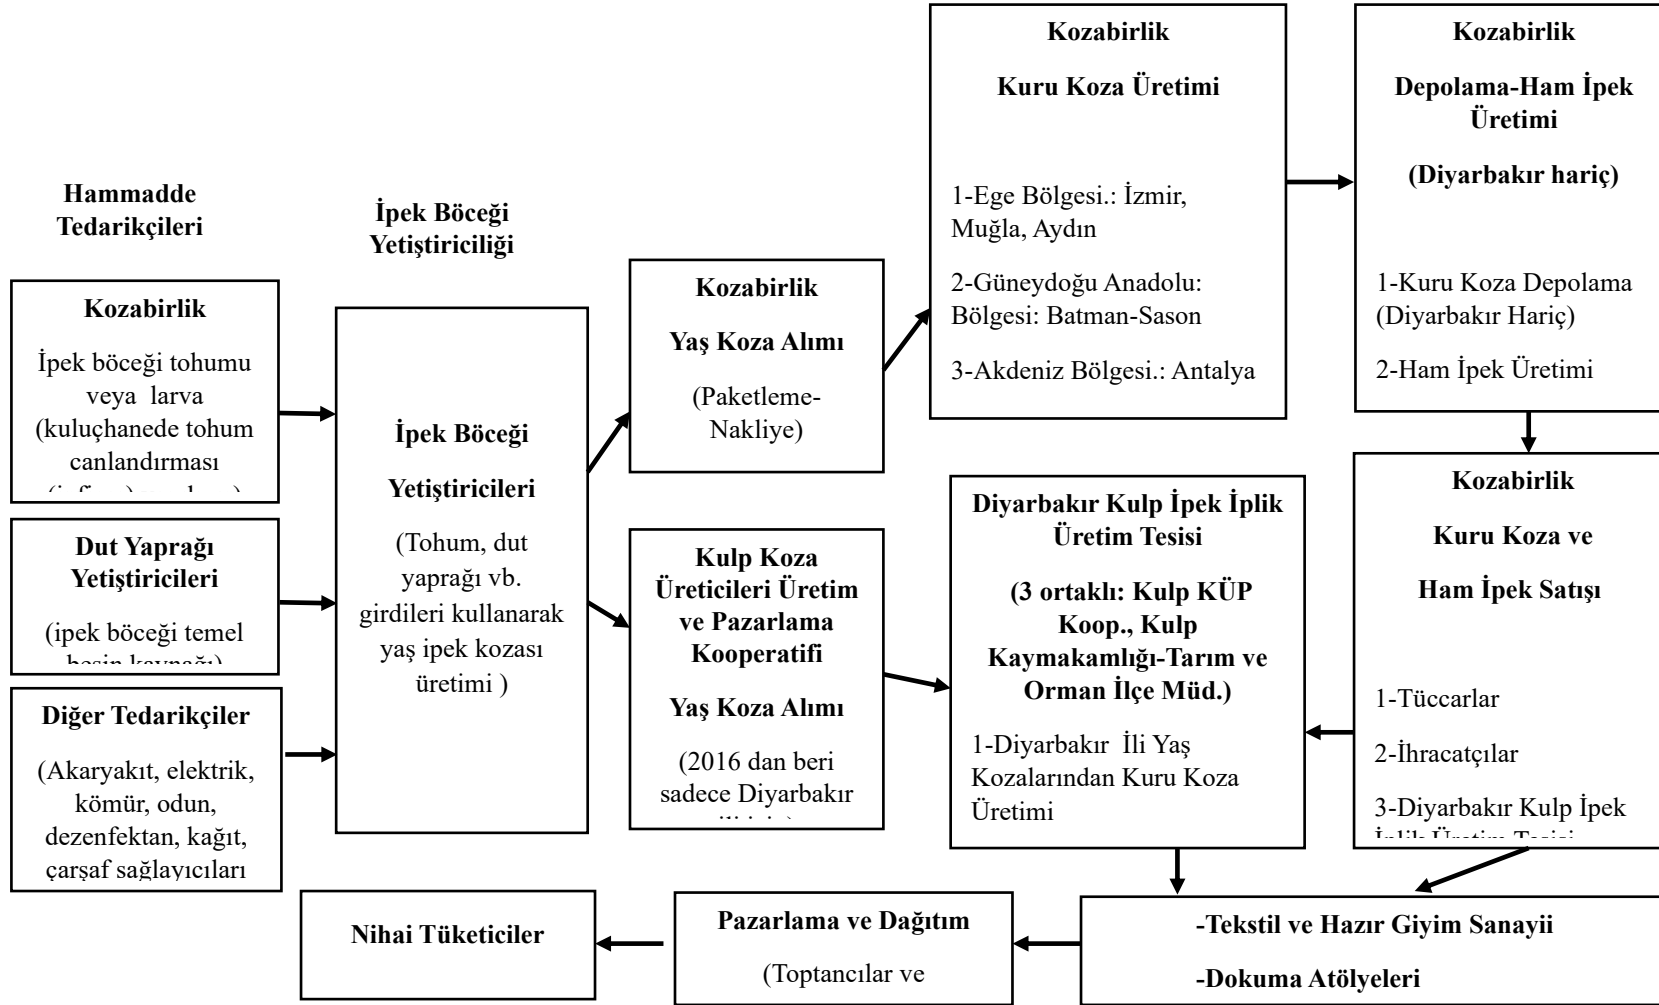 Hammadde
Tedarikçileri
Kozabirlik
İpek böceği tohumu
veya larva
(kuluçhanede tohum
canlandırması
Dut Yaprağı
Yetiştiricileri
(ipek böceği temel
besin kaynağı)
Diğer Tedarikçiler
(Akaryakıt, elektrik,
kömür, odun,
dezenfektan, kağıt,
çarşaf sağlayıcıları
İpek Böceği
Yetiştiriciliği
İpek Böceği
Yetiştiricileri
(Tohum, dut
yaprağı vb.
girdileri kullanarak
yaş ipek kozası
üretimi )
Kozabirlik
Yaş Koza Alımı
(Paketleme-
Nakliye)
Kulp Koza
Üreticileri Üretim
ve Pazarlama
Kooperatifi
Yaş Koza Alımı
(2016 dan beri
sadece Diyarbakır
Kozabirlik
Kuru Koza Üretimi
1-Ege Bölgesi.: İzmir,
Muğla, Aydın
2-Güneydoğu Anadolu:
Bölgesi: Batman-Sason
3-Akdeniz Bölgesi.: Antalya
Kozabirlik
Depolama-Ham İpek
Üretimi
(Diyarbakır hariç)
1-Kuru Koza Depolama
(Diyarbakır Hariç)
2-Ham İpek Üretimi
Diyarbakır Kulp İpek İplik
Üretim Tesisi
(3 ortaklı: Kulp KÜP
Koop., Kulp
Kaymakamlığı-Tarım ve
Orman İlçe Müd.)
1-Diyarbakır İli Yaş
Kozalarından Kuru Koza
Üretimi
Kozabirlik
Kuru Koza ve
Ham İpek Satışı
1-Tüccarlar
2-İhracatçılar
3-Diyarbakır Kulp İpek
İplik Üretim Tesisi
-Tekstil ve Hazır Giyim Sanayii
-Dokuma Atölyeleri
Pazarlama ve Dağıtım
(Toptancılar ve
Nihai Tüketiciler